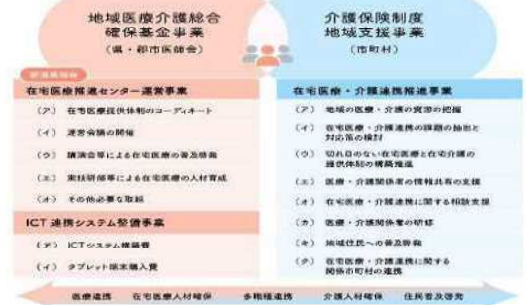 地域医療介護総合
確保基金事業
（県・郡市医師会）
介護保険制度
地域支援事業
（市町村）
在宅医療推進センター運営事業
（ア） 在宅医療提供体制のコーディネート
（イ） 運営会議の開催
（ウ） 講演会等による在宅医療の普及啓発
（エ） 実技研修等による在宅医療の人材育成
（オ） その他必要な取組
ICT 連携システム整備事業
（ア） ICTシステム構築費
（イ） タブレット端末購入費
在宅医療・介護連携推進事業
（ア） 地域の医療・介護の資源の把握
（イ） 在宅医療・介護連携の課題の抽出と
対応策の検討
（ウ） 切れ目のない在宅医療と在宅介護の
提供体制の構築推進
（エ） 医療・介護関係者の情報共有の支援
（オ） 在宅医療・介護連携に関する相談支援
（カ） 医療・介護関係者の研修
（キ） 地域住民への普及啓発
（ク） 在宅医療・介護連携に関する
関係市町村の連携
医療連携 在宅医療人材確保 多職種連携 介護人材確保 住民普及啓発